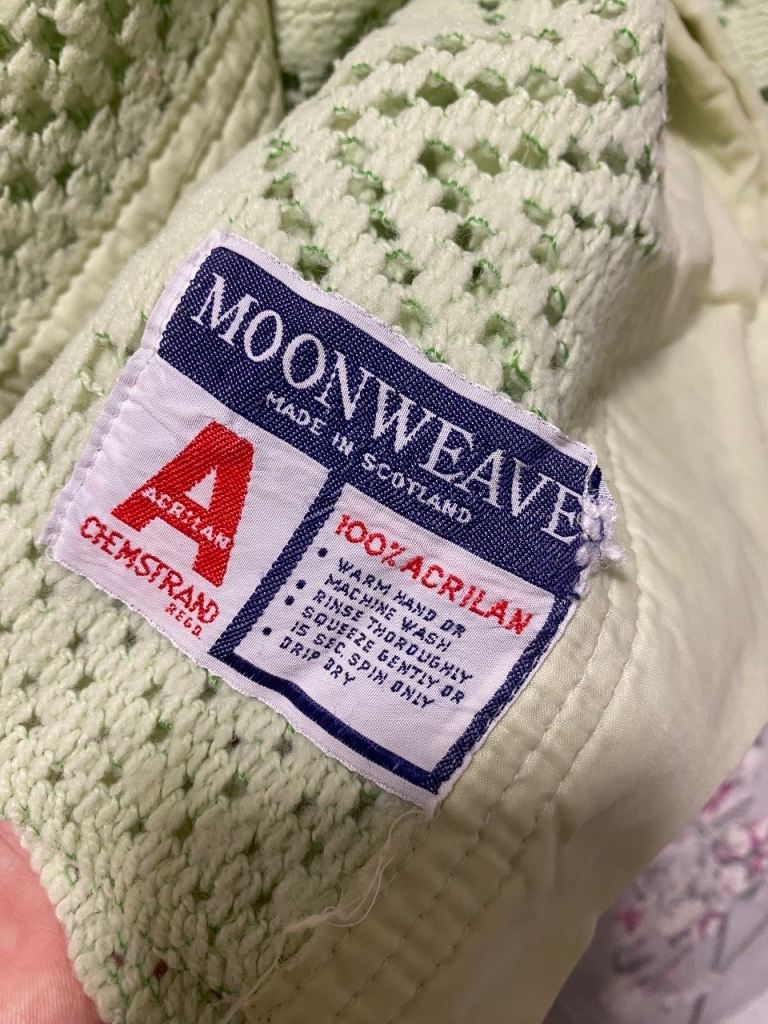 MOONWEAVE
MADE IN SCOTLAND
A
ACRILAN
CHEMSTRAND
REGD.
100% ACRILAN
• WARM HAND OR
MACHINE WASH
• RINSE THOROUGHLY
• SQUEEZE GENTLY OR
15 SEC. SPIN ONLY
• DRIP DRY